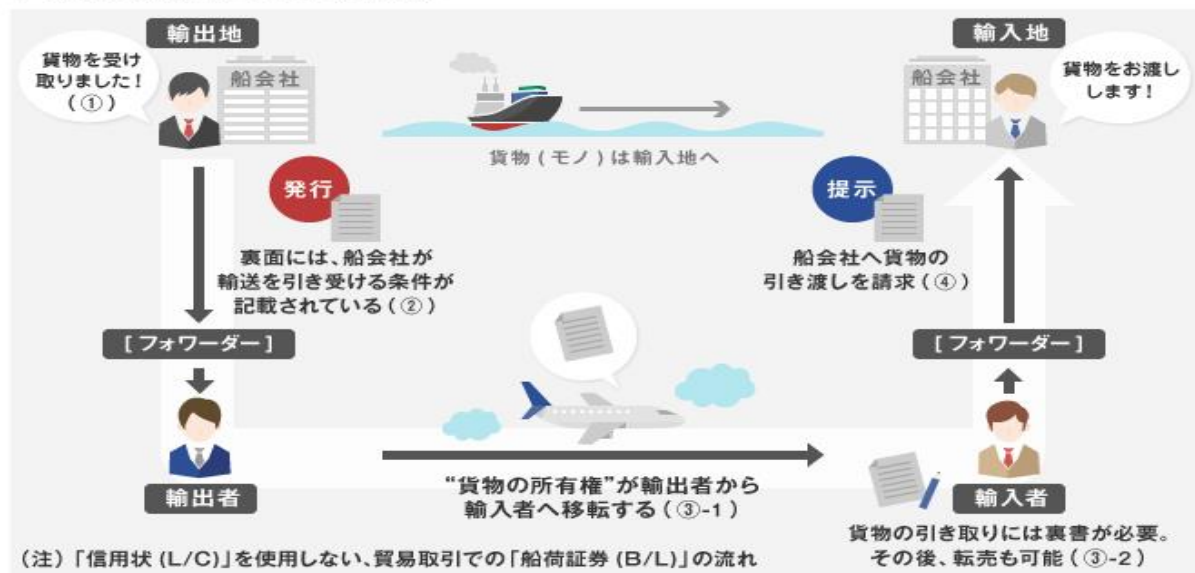 輸出地
貨物を受け
取りました!
(①)
船会社
輸入地
船会社
貨物をお渡し
します!
貨物(モノ)は輸入地へ
発行
裏面には、船会社が
輸送を引き受ける条件が
記載されている(②)
提示
船会社へ貨物の
引き渡しを請求(④)
[フォワーダー]
[フォワーダー]
輸出者
“貨物の所有権”が輸出者から
輸入者へ移転する(③-1)
輸入者
貨物の引き取りには裏書が必要。
その後、転売も可能(③-2)
(注)「信用状(L/C)」を使用しない、貿易取引での「船荷証券(B/L)」の流れ